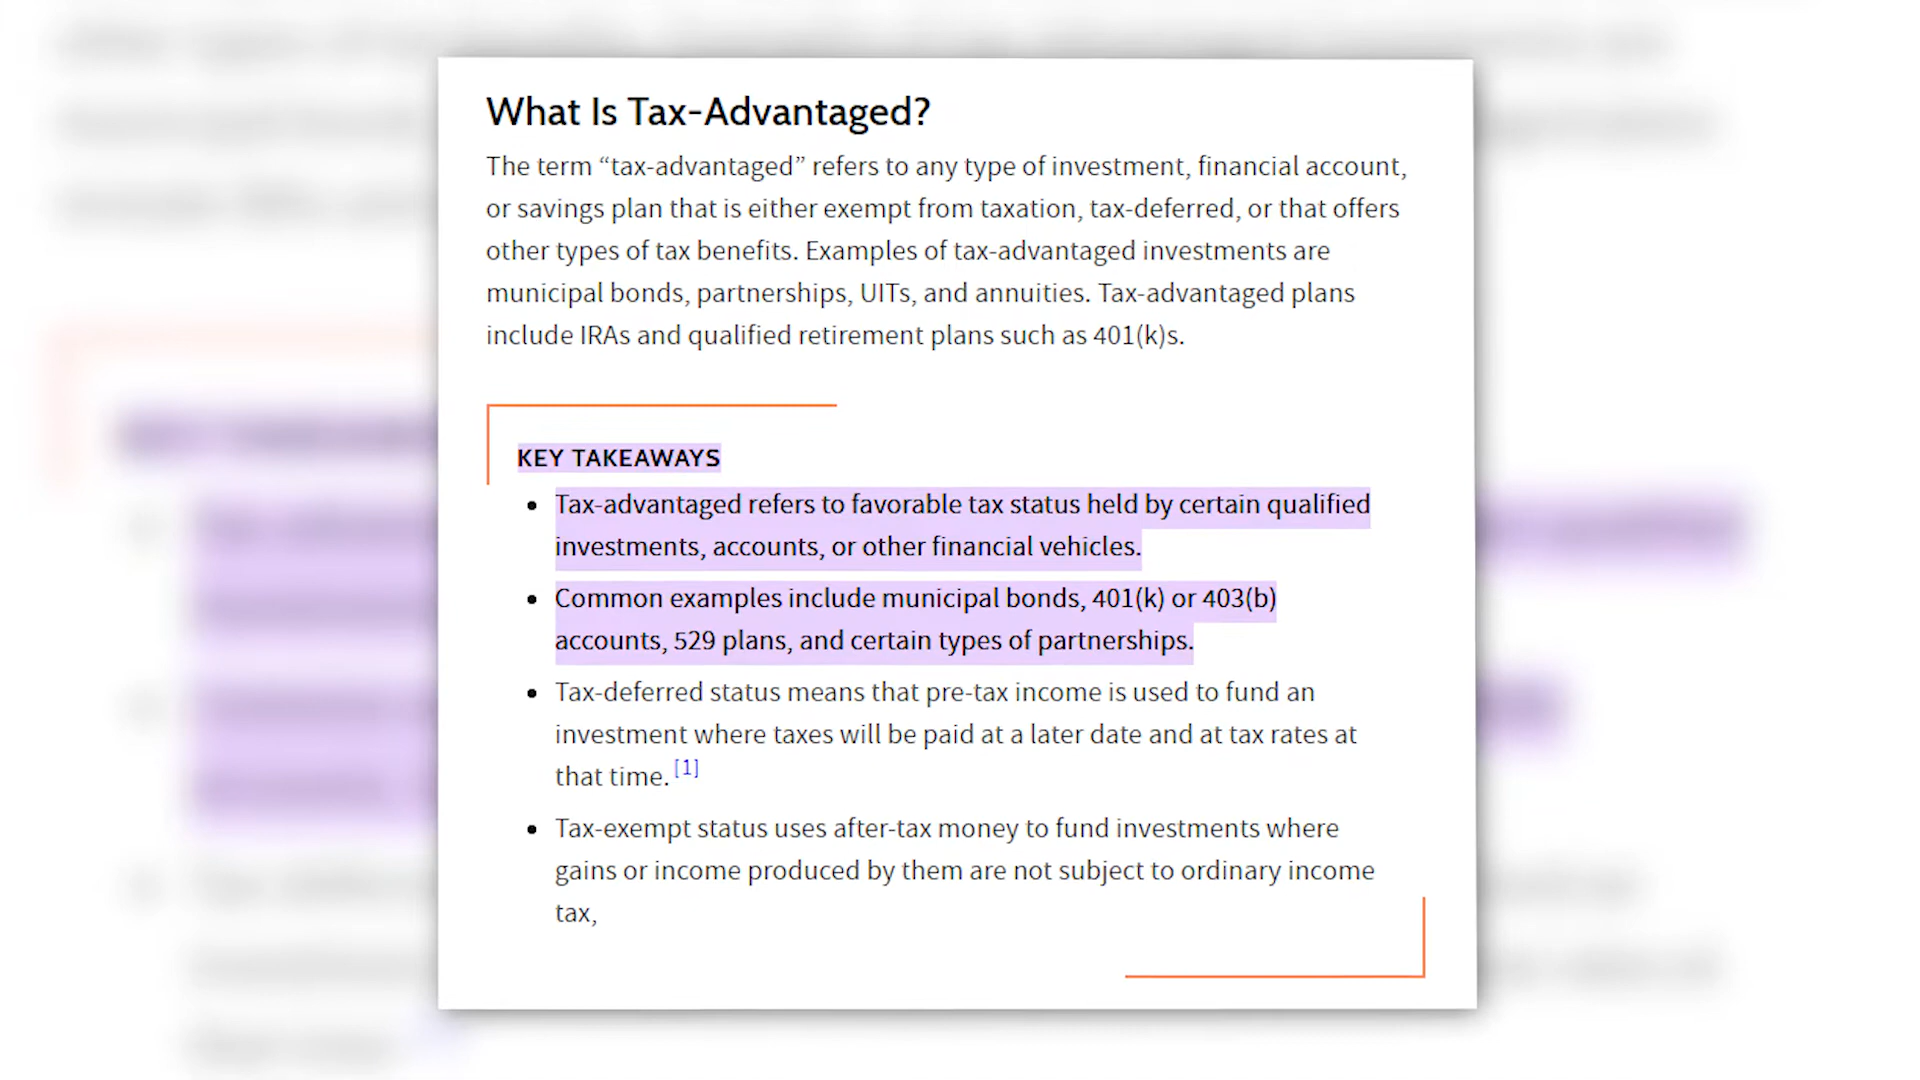 What Is Tax-Advantaged?
The term “tax-advantaged” refers to any type of investment, financial account,
or savings plan that is either exempt from taxation, tax-deferred, or that offers
other types of tax benefits. Examples of tax-advantaged investments are
municipal bonds, partnerships, UITs, and annuities. Tax-advantaged plans
include IRAs and qualified retirement plans such as 401(k)s.
KEY TAKEAWAYS
• Tax-advantaged refers to favorable tax status held by certain qualified
investments, accounts, or other financial vehicles.
• Common examples include municipal bonds, 401(k) or 403(b)
accounts, 529 plans, and certain types of partnerships.
• Tax-deferred status means that pre-tax income is used to fund an
investment where taxes will be paid at a later date and at tax rates at
that time. [1]
• Tax-exempt status uses after-tax money to fund investments where
gains or income produced by them are not subject to ordinary income
tax,